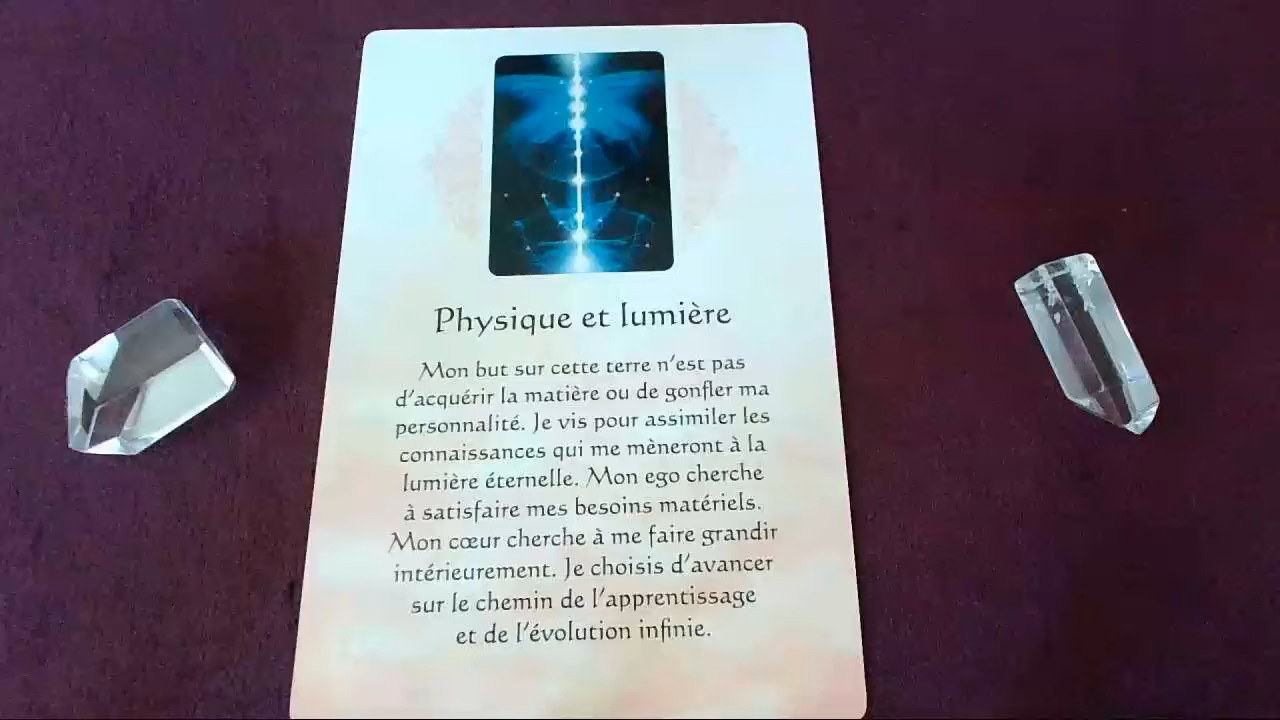 Physique et lumière
Mon but sur cette terre n'est pas
d'acquérir la matière ou de gonfler ma
personnalité. Je vis pour assimiler les
connaissances qui me mèneront à la
lumière éternelle. Mon ego cherche
à satisfaire mes besoins matériels.
Mon cœur cherche à me faire grandir
intérieurement. Je choisis d'avancer
sur le chemin de l'apprentissage
et de l'évolution infinie.